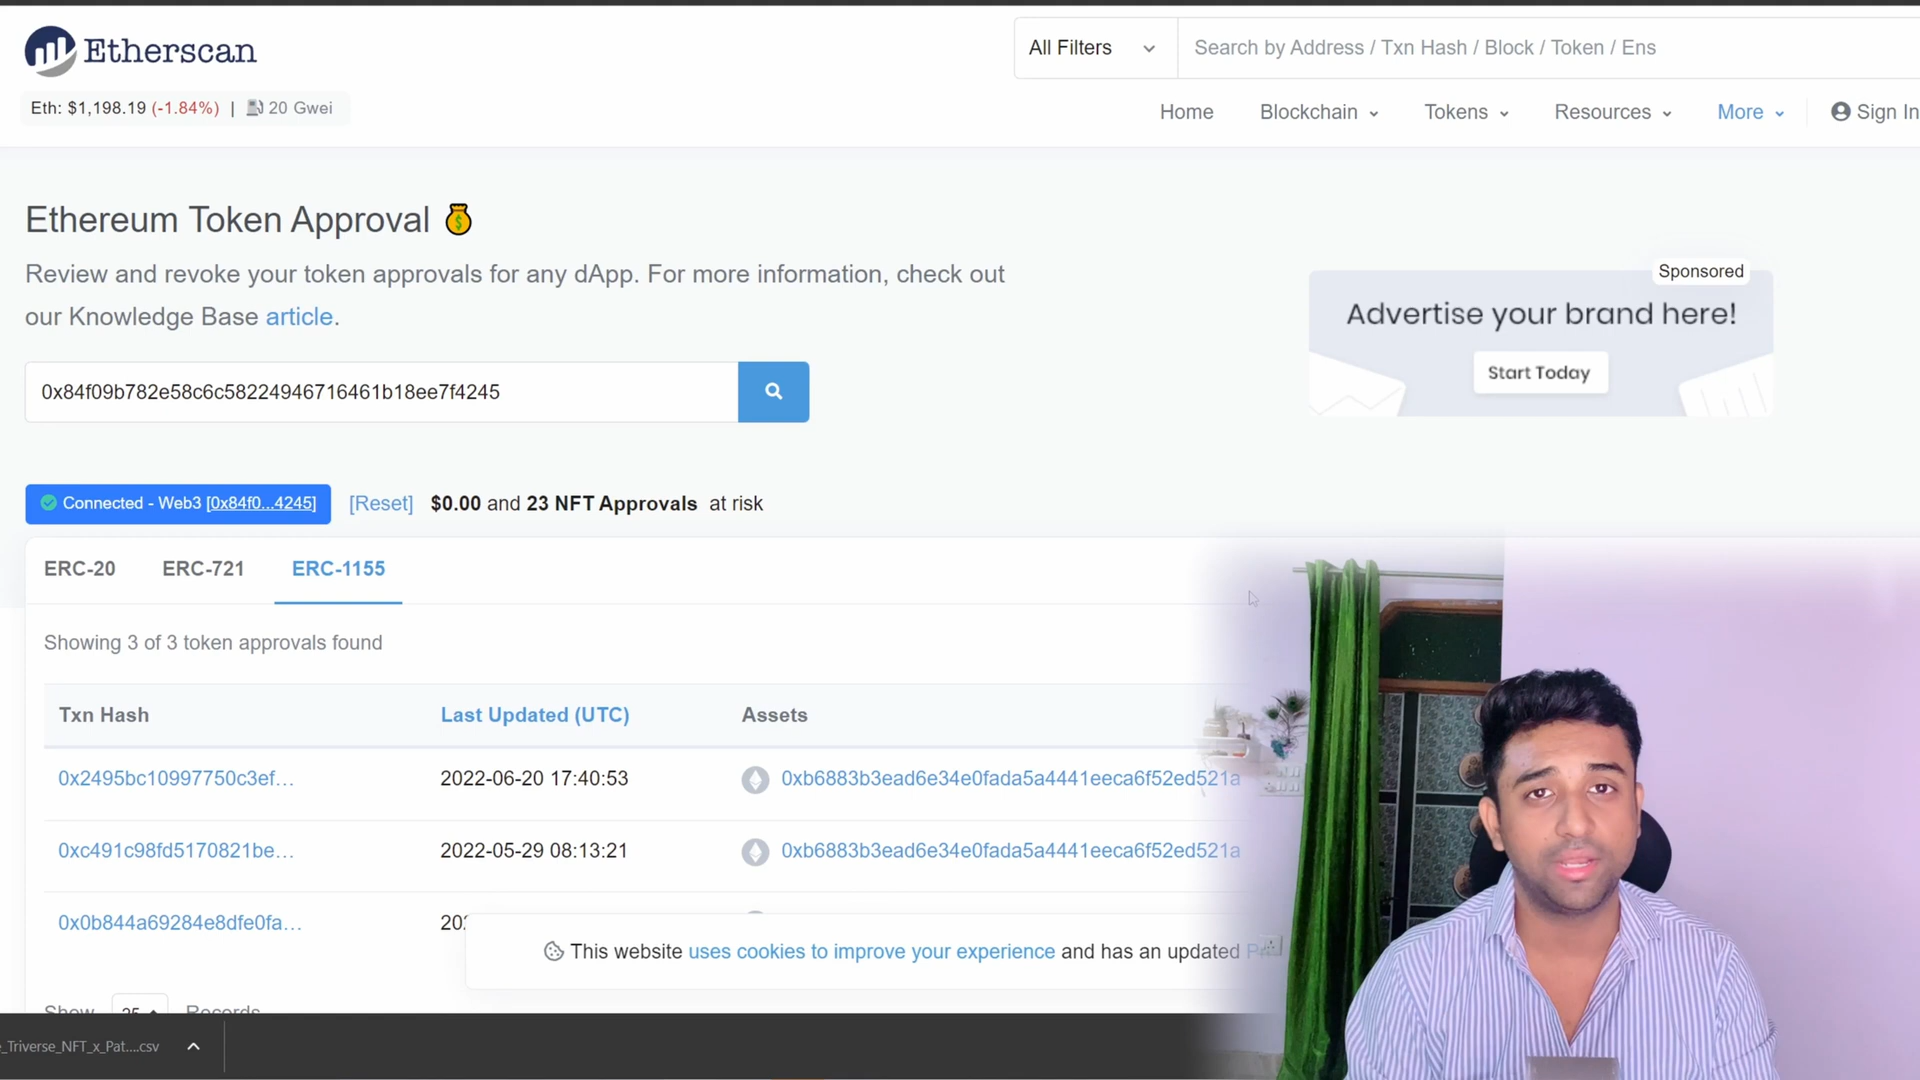 Etherscan
All Filters
Search by Address / Txn Hash / Block / Token / Ens
Eth: $1,198.19 (-1.84%) | 20 Gwei
Home Blockchain Tokens Resources More Sign In
Ethereum Token Approval
Review and revoke your token approvals for any dApp. For more information, check out
our Knowledge Base article.
Sponsored
Advertise your brand here!
Start Today
0x84f09b782e58c6c58224946716461b18ee7f4245
Connected - Web3 [0x84f0...4245] [Reset] $0.00 and 23 NFT Approvals at risk
ERC-20 ERC-721 ERC-1155
Showing 3 of 3 token approvals found
Txn Hash Last Updated (UTC) Assets
0x2495bc10997750c3ef... 2022-06-20 17:40:53 0xb6883b3ead6e34e0fada5a4441eeca6f52ed521a
0xc491c98fd5170821be... 2022-05-29 08:13:21 0xb6883b3ead6e34e0fada5a4441eeca6f52ed521a
0x0b844a69284e8dfe0fa...
This website uses cookies to improve your experience and has an updated
Show 25 Records
_Triverse_NFT_x_Pat....csv